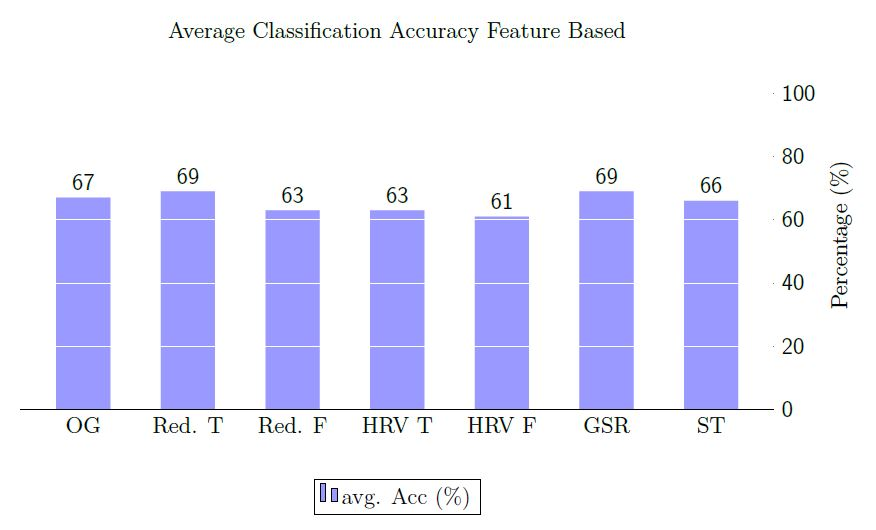 Average Classification Accuracy Feature Based
100
80
60
40
20
0
Percentage (%)
67 69 63 63 61 69 66
OG Red. T Red. F HRV T HRV F GSR ST
avg. Acc (%)